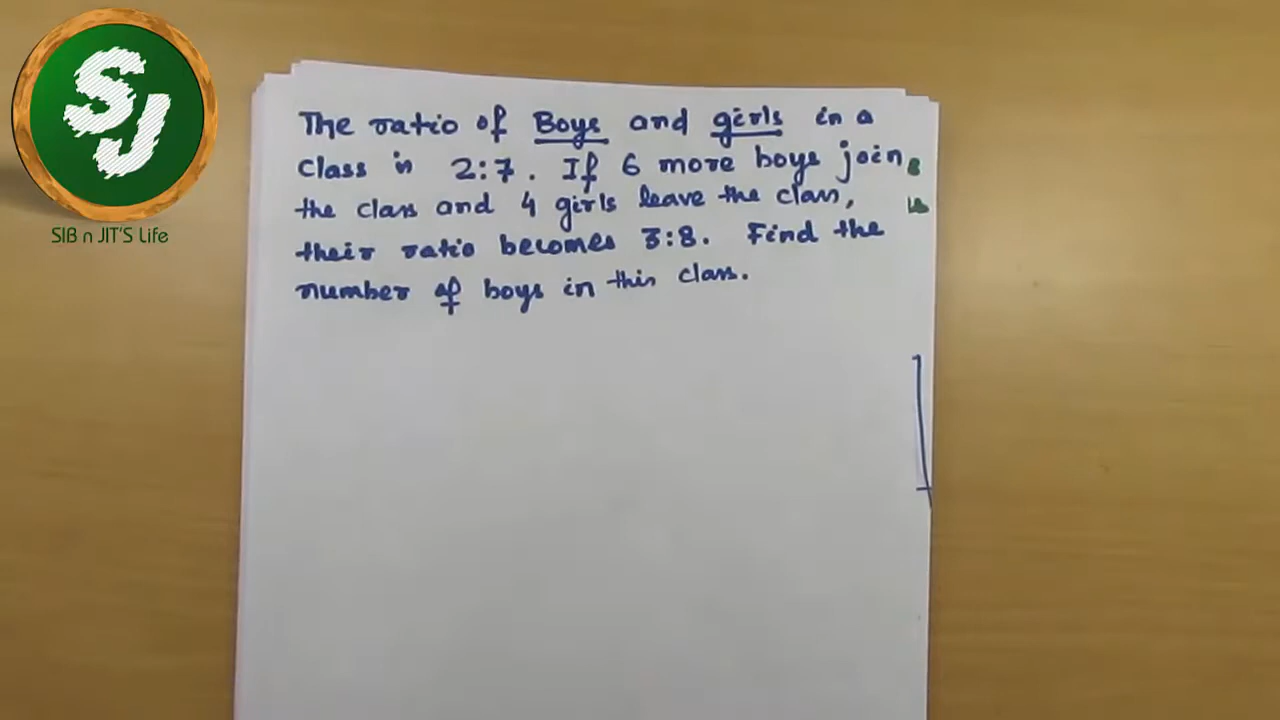 SJ
SIB n JIT'S Life
The ratio of Boys and girls in a
class is 2:7. If 6 more boys join
the class and 4 girls leave the class,
their ratio becomes 3:8. Find the
number of boys in this class.